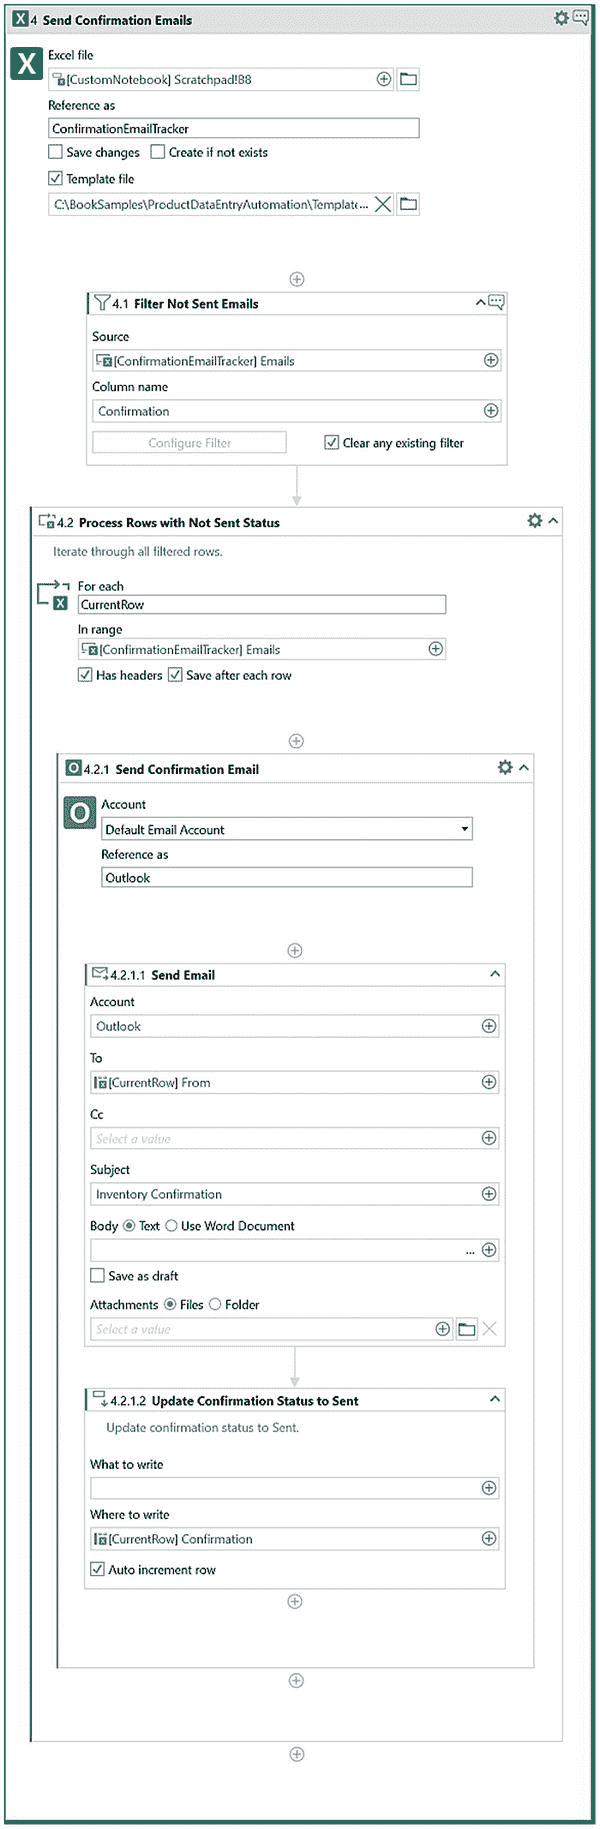 X 4 Send Confirmation Emails
X
Excel file
[CustomNotebook] Scratchpad!B8
Reference as
ConfirmationEmailTracker
Save changes Create if not exists
Template file
C:\BookSamples\ProductDataEntryAutomation\Template...
4.1 Filter Not Sent Emails
Source
[ConfirmationEmailTracker] Emails
Column name
Confirmation
Configure Filter Clear any existing filter
4.2 Process Rows with Not Sent Status
Iterate through all filtered rows.
For each
CurrentRow
In range
[ConfirmationEmailTracker] Emails
Has headers Save after each row
O 4.2.1 Send Confirmation Email
O
Account
Default Email Account
Reference as
Outlook
4.2.1.1 Send Email
Account
Outlook
To
[CurrentRow] From
Cc
Select a value
Subject
Inventory Confirmation
Body Text Use Word Document
...
Save as draft
Attachments Files Folder
Select a value
4.2.1.2 Update Confirmation Status to Sent
Update confirmation status to Sent.
What to write
Where to write
[CurrentRow] Confirmation
Auto increment row